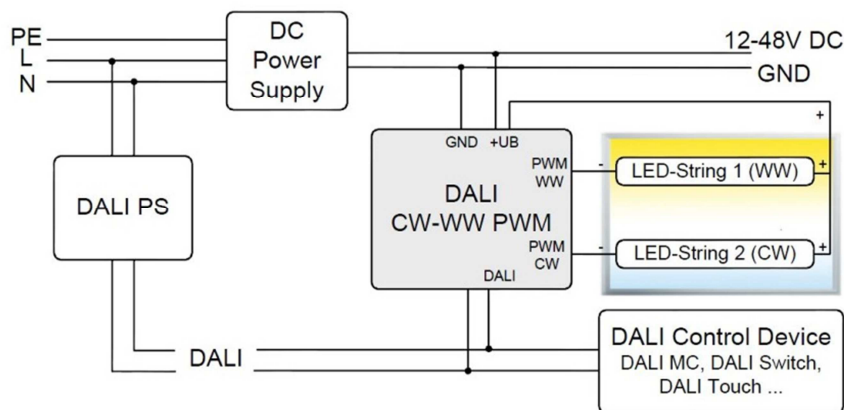 PE
L
N
DC
Power
Supply
12-48V DC
GND
GND +UB
+
PWM
WW
- LED-String 1 (WW) +
DALI
CW-WW PWM
PWM
CW
- LED-String 2 (CW) +
DALI
DALI PS
DALI
DALI Control Device
DALI MC, DALI Switch,
DALI Touch ...